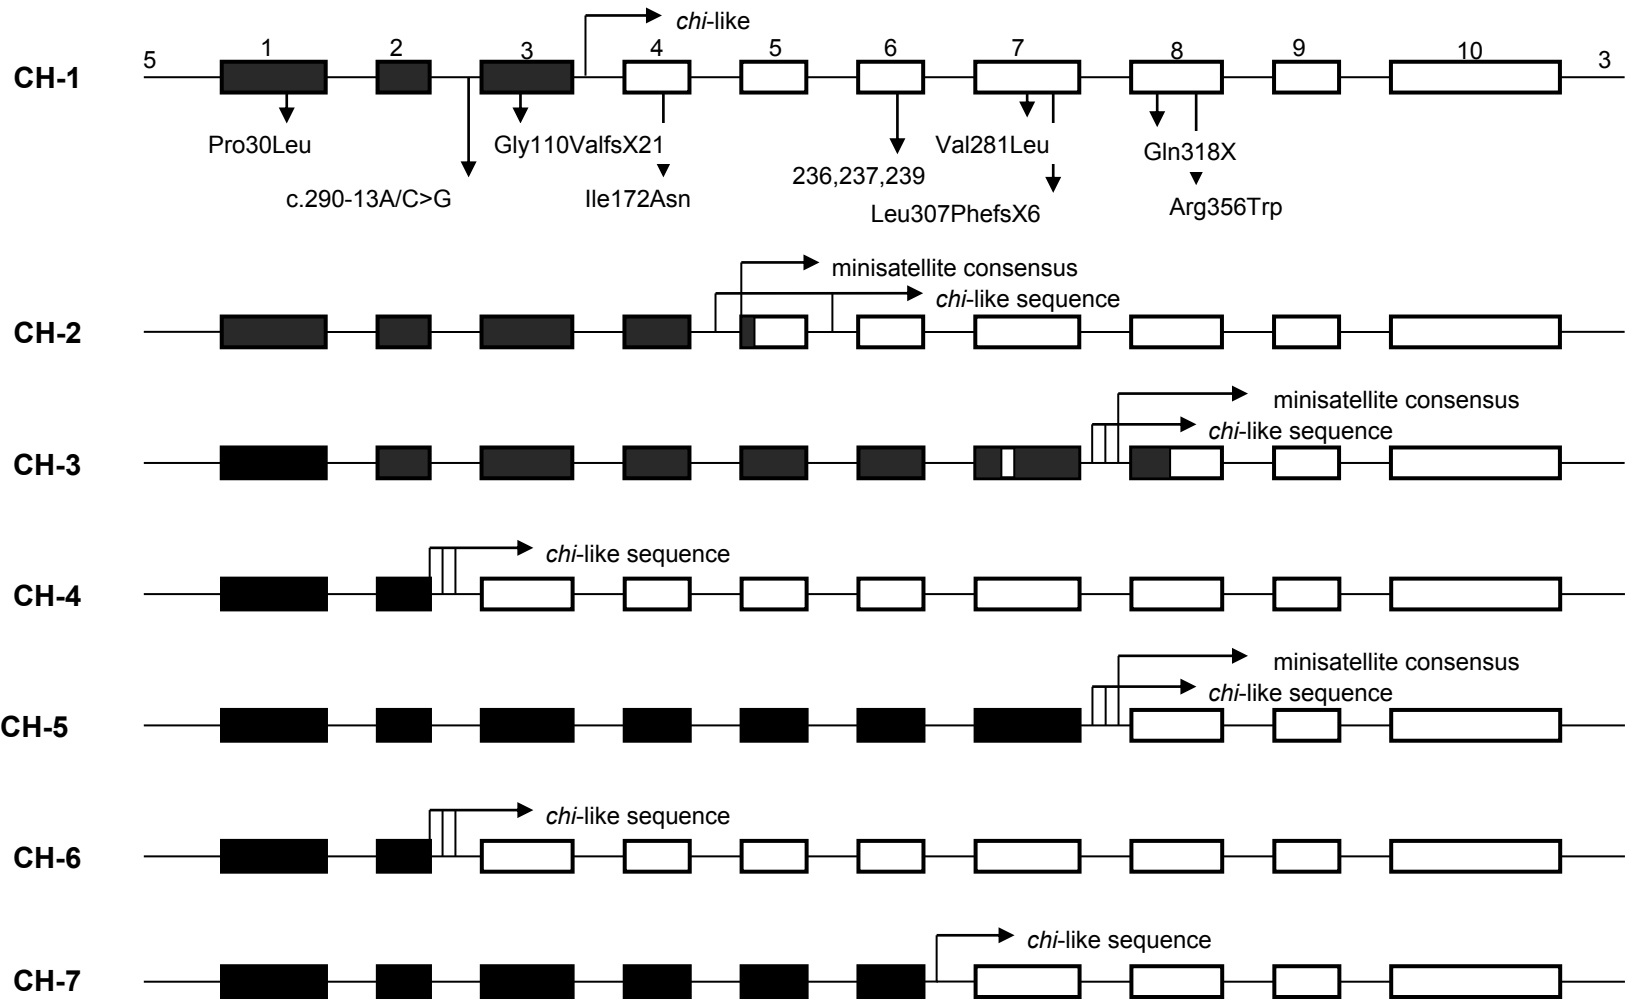 chi-like
1 2 3 4 5 6 7 8 9 10
CH-1 5 3
Pro30Leu Gly110ValfsX21 Val281Leu Gln318X
c.290-13A/C>G Ile172Asn 236,237,239 Leu307PhefsX6 Arg356Trp
minisatellite consensus
chi-like sequence
CH-2
minisatellite consensus
chi-like sequence
CH-3
chi-like sequence
CH-4
minisatellite consensus
chi-like sequence
CH-5
chi-like sequence
CH-6
chi-like sequence
CH-7